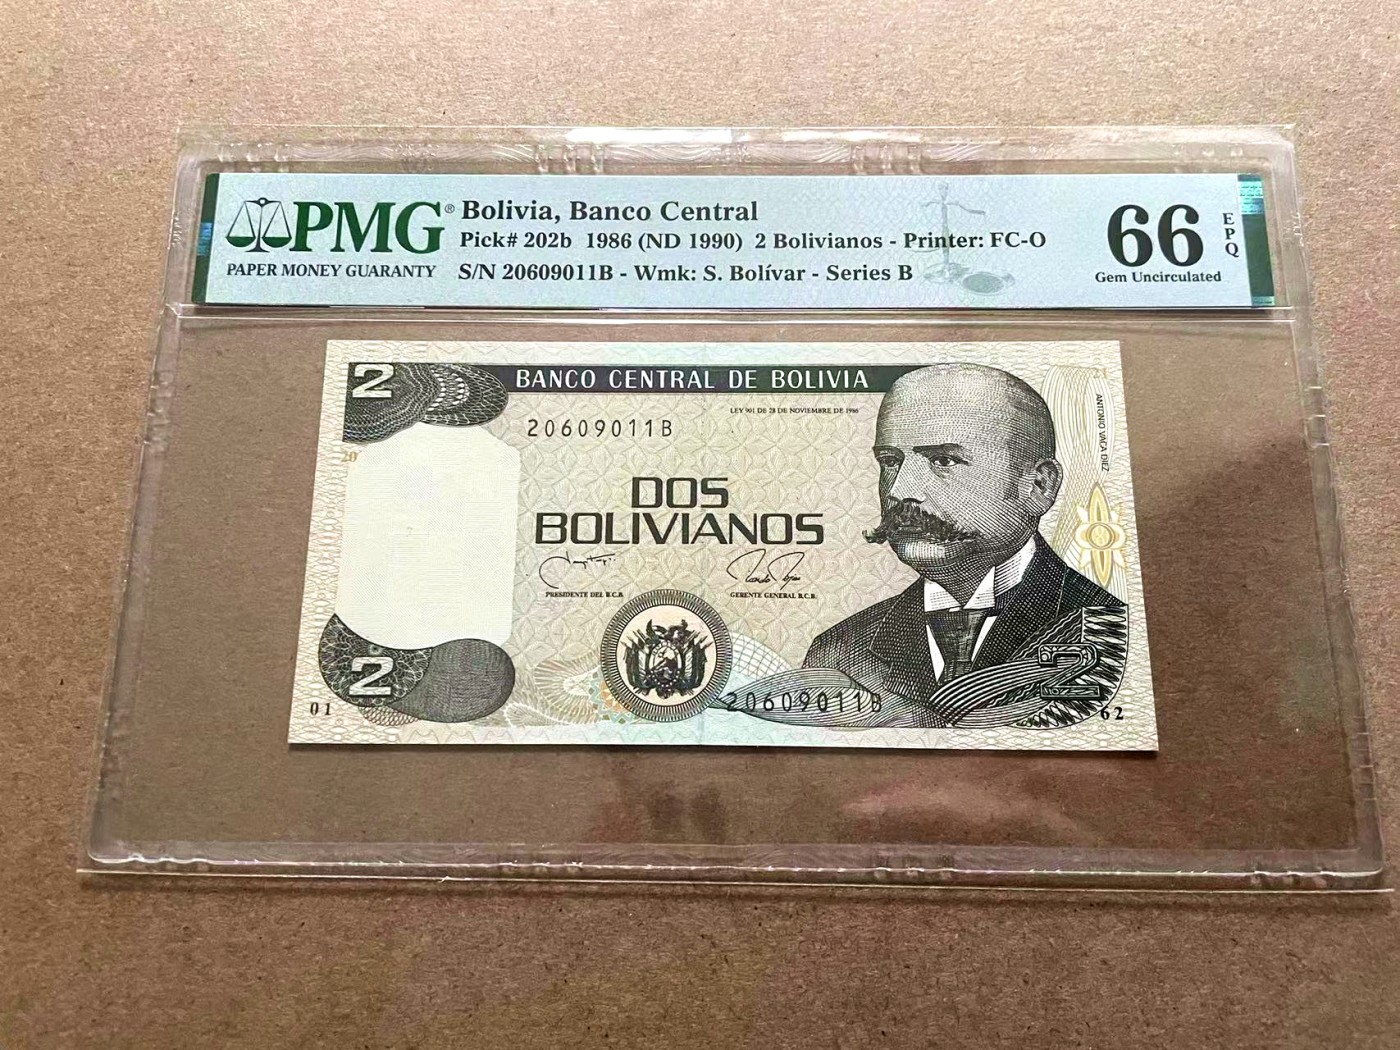 PMG®
PAPER MONEY GUARANTY
Bolivia, Banco Central
Pick# 202b 1986 (ND 1990) 2 Bolivianos - Printer: FC-O
S/N 20609011B - Wmk: S. Bolívar - Series B
66
EPQ
Gem Uncirculated
2
BANCO CENTRAL DE BOLIVIA
LEY 901 DE 28 DE NOVIEMBRE DE 1986
20609011B
ANTONIO VACA DIEZ
DOS
BOLIVIANOS
PRESIDENTE DEL B.C.B.
GERENTE GENERAL B.C.B.
2
2
20609011B
01
62